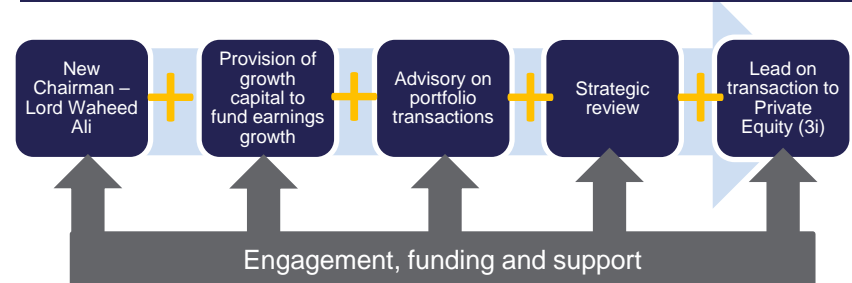 New
Chairman –
Lord Waheed
Ali
Provision of
growth
capital to
fund earnings
growth
Advisory on
portfolio
transactions
Strategic
review
Lead on
transaction to
Private
Equity (3i)
Engagement, funding and support